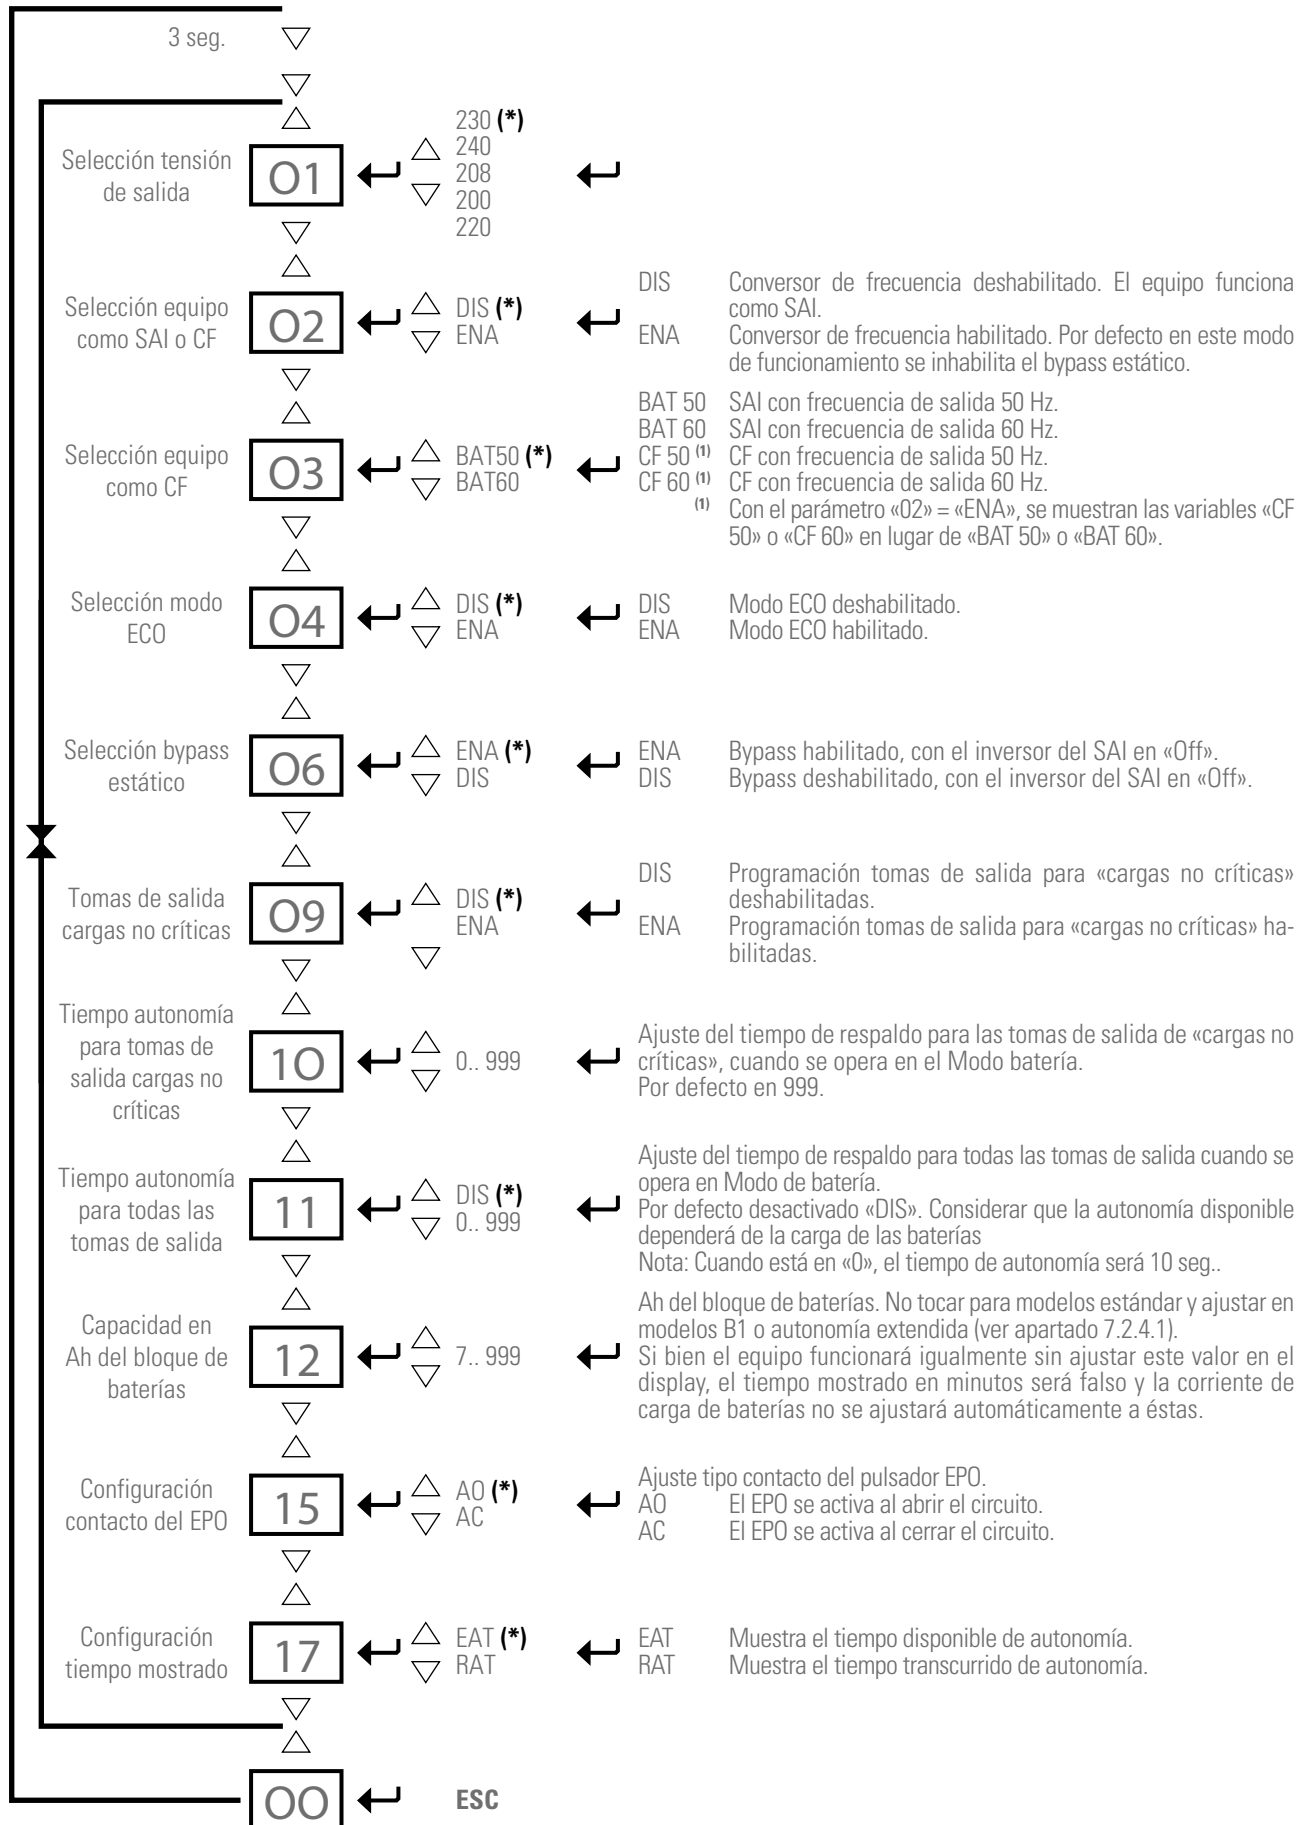 3 seg.
Selección tensión
de salida
01
230 (*)
240
208
200
220
Selección equipo
como SAI o CF
02
DIS (*)
ENA
DIS Conversor de frecuencia deshabilitado. El equipo funciona
como SAI.
ENA Conversor de frecuencia habilitado. Por defecto en este modo
de funcionamiento se inhabilita el bypass estático.
Selección equipo
como CF
03
BAT50 (*)
BAT60
BAT 50 SAI con frecuencia de salida 50 Hz.
BAT 60 SAI con frecuencia de salida 60 Hz.
CF 50 (1) CF con frecuencia de salida 50 Hz.
CF 60 (1) CF con frecuencia de salida 60 Hz.
(1) Con el parámetro «02» = «ENA», se muestran las variables «CF
50» o «CF 60» en lugar de «BAT 50» o «BAT 60».
Selección modo
ECO
04
DIS (*)
ENA
DIS Modo ECO deshabilitado.
ENA Modo ECO habilitado.
Selección bypass
estático
06
ENA (*)
DIS
ENA Bypass habilitado, con el inversor del SAI en «Off».
DIS Bypass deshabilitado, con el inversor del SAI en «Off».
Tomas de salida
cargas no críticas
09
DIS (*)
ENA
DIS Programación tomas de salida para «cargas no críticas»
deshabilitadas.
ENA Programación tomas de salida para «cargas no críticas» ha-
bilitadas.
Tiempo autonomía
para tomas de
salida cargas no
críticas
10
0.. 999
Ajuste del tiempo de respaldo para las tomas de salida de «cargas no
críticas», cuando se opera en el Modo batería.
Por defecto en 999.
Tiempo autonomía
para todas las
tomas de salida
11
DIS (*)
0.. 999
Ajuste del tiempo de respaldo para todas las tomas de salida cuando se
opera en Modo de batería.
Por defecto desactivado «DIS». Considerar que la autonomía disponible
dependerá de la carga de las baterías
Nota: Cuando está en «0», el tiempo de autonomía será 10 seg..
Capacidad en
Ah del bloque de
baterías
12
7.. 999
Ah del bloque de baterías. No tocar para modelos estándar y ajustar en
modelos B1 o autonomía extendida (ver apartado 7.2.4.1).
Si bien el equipo funcionará igualmente sin ajustar este valor en el
display, el tiempo mostrado en minutos será falso y la corriente de
carga de baterías no se ajustará automáticamente a éstas.
Configuración
contacto del EPO
15
AO (*)
AC
Ajuste tipo contacto del pulsador EPO.
AO El EPO se activa al abrir el circuito.
AC El EPO se activa al cerrar el circuito.
Configuración
tiempo mostrado
17
EAT (*)
RAT
EAT Muestra el tiempo disponible de autonomía.
RAT Muestra el tiempo transcurrido de autonomía.
00
ESC